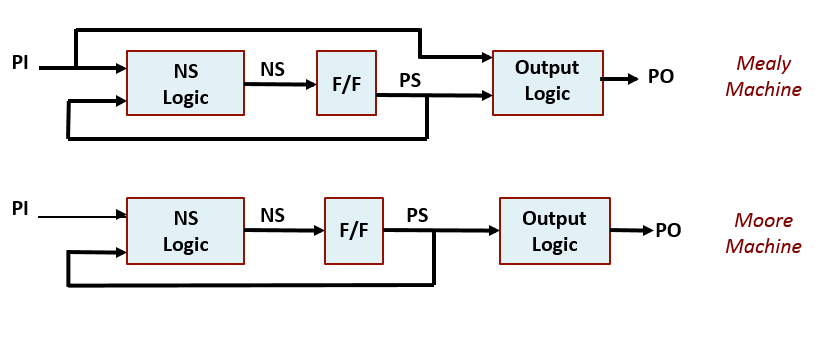 PI
NS
Logic
NS
F/F
PS
Output
Logic
PO
Mealy
Machine
PI
NS
Logic
NS
F/F
PS
Output
Logic
PO
Moore
Machine